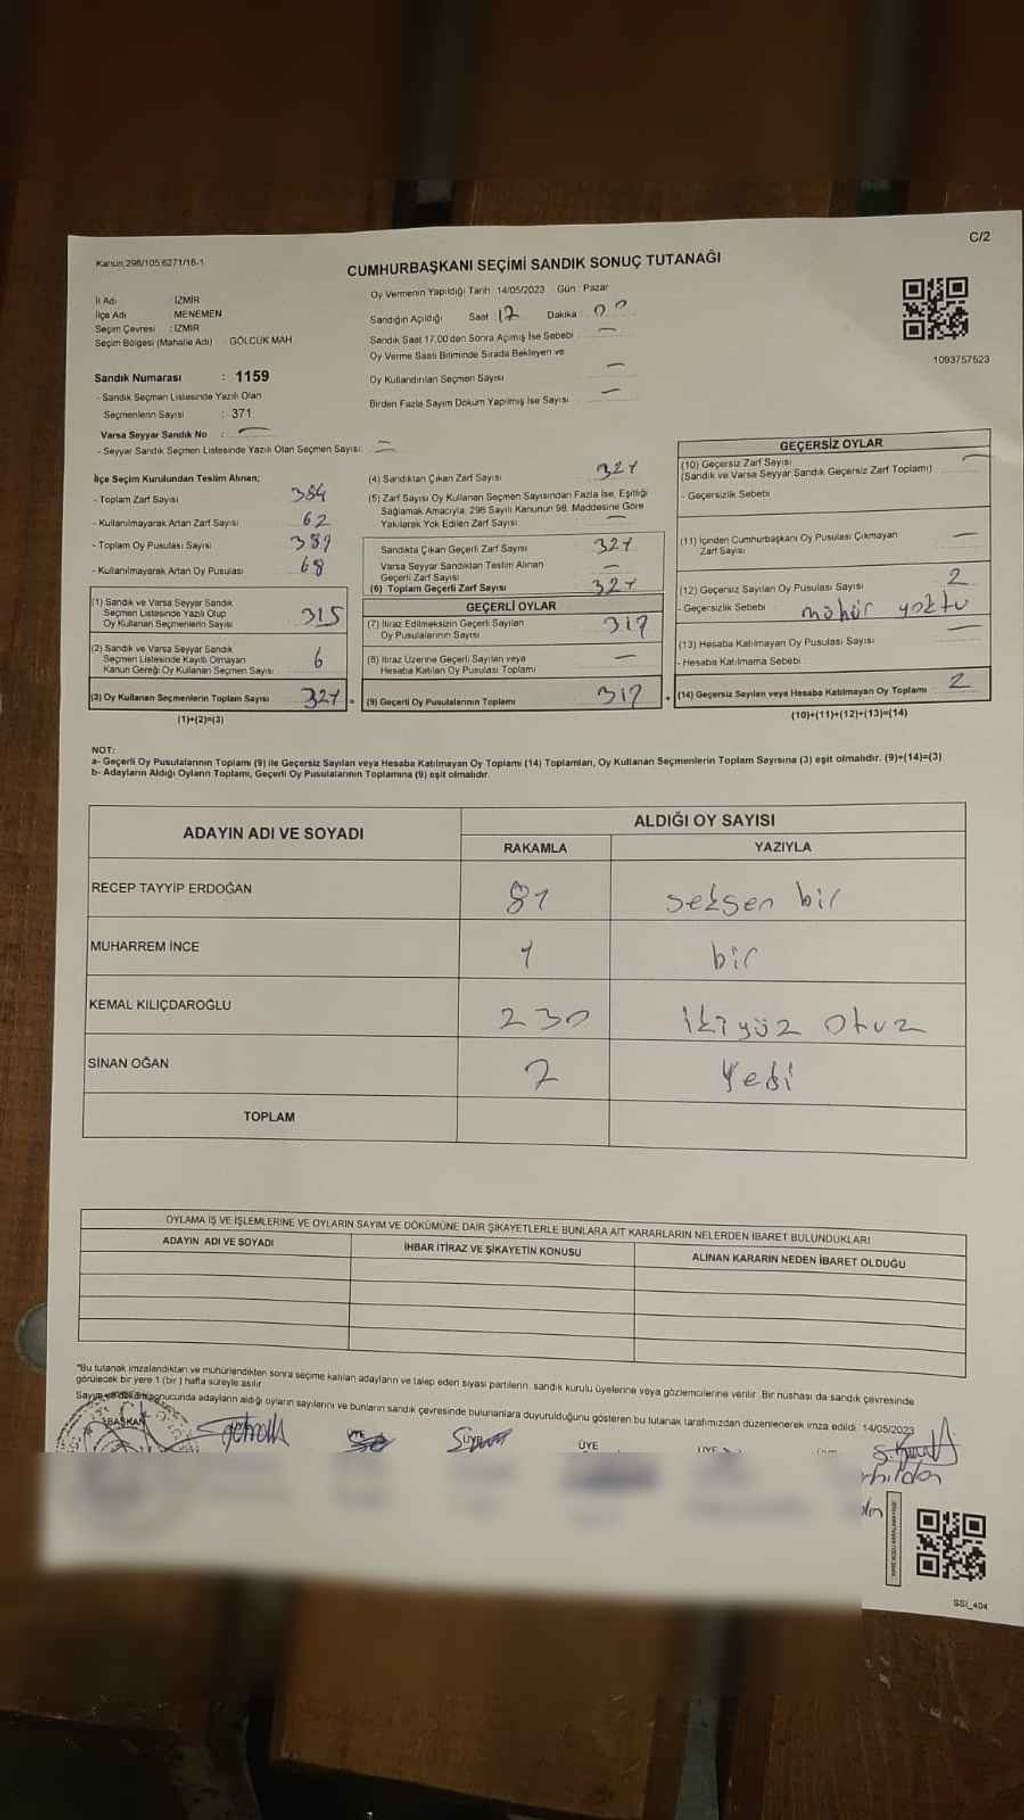 C/2
Kanun 298/105 6271/16-1
CUMHURBAŞKANI SEÇİMİ SANDIK SONUÇ TUTANAĞI
Oy Vermenin Yapıldığı Tarih 14/05/2023 Gün : Pazar
İl Adı İZMİR
İlçe Adı MENEMEN
Seçim Çevresi : İZMİR
Seçim Bölgesi (Mahalle Adı) : GÖLCÜK MAH
Sandığın Açıldığı Saat : 17 Dakika : 00
Sandık Saat 17.00 den Sonra Açılmış İse Sebebi : —
Oy Verme Saati Bitiminde Sırada Bekleyen ve
Oy Kullandırılan Seçmen Sayısı —
Birden Fazla Sayım Döküm Yapılmış İse Sayısı —
1093757523
Sandık Numarası : 1159
- Sandık Seçmen Listesinde Yazılı Olan
Seçmenlerin Sayısı : 371
Varsa Seyyar Sandık No : —
- Seyyar Sandık Seçmen Listesinde Yazılı Olan Seçmen Sayısı: —
İlçe Seçim Kurulundan Teslim Alınan;
- Toplam Zarf Sayısı 384
- Kullanılmayarak Artan Zarf Sayısı 62
- Toplam Oy Pusulası Sayısı 389
- Kullanılmayarak Artan Oy Pusulası 68
(1) Sandık ve Varsa Seyyar Sandık
Seçmen Listesinde Yazılı Olup
Oy Kullanan Seçmenlerin Sayısı 315
(2) Sandık ve Varsa Seyyar Sandık
Seçmen Listesinde Kayıtlı Olmayan
Kanun Gereği Oy Kullanan Seçmen Sayısı 6
(3) Oy Kullanan Seçmenlerin Toplam Sayısı 321
(1)+(2)=(3)
(4) Sandıktan Çıkan Zarf Sayısı 321
(5) Zarf Sayısı Oy Kullanan Seçmen Sayısından Fazla İse, Eşitliği
Sağlamak Amacıyla, 298 Sayılı Kanunun 98. Maddesine Göre
Yakılarak Yok Edilen Zarf Sayısı —
Sandıkta Çıkan Geçerli Zarf Sayısı 321
Varsa Seyyar Sandıktan Teslim Alınan
Geçerli Zarf Sayısı —
(6) Toplam Geçerli Zarf Sayısı 321
GEÇERLİ OYLAR
(7) İtiraz Edilmeksizin Geçerli Sayılan
Oy Pusulalarının Sayısı 319
(8) İtiraz Üzerine Geçerli Sayılan veya
Hesaba Katılan Oy Pusulası Toplamı —
= (9) Geçerli Oy Pusulalarının Toplamı 319
GEÇERSİZ OYLAR
(10) Geçersiz Zarf Sayısı
(Sandık ve Varsa Seyyar Sandık Geçersiz Zarf Toplamı) —
- Geçersizlik Sebebi
(11) İçinden Cumhurbaşkanı Oy Pusulası Çıkmayan
Zarf Sayısı —
(12) Geçersiz Sayılan Oy Pusulası Sayısı 2
- Geçersizlik Sebebi mühür yoktu
(13) Hesaba Katılmayan Oy Pusulası Sayısı —
- Hesaba Katılmama Sebebi
+ (14) Geçersiz Sayılan veya Hesaba Katılmayan Oy Toplamı 2
(10)+(11)+(12)+(13)=(14)
NOT:
a- Geçerli Oy Pusulalarının Toplamı (9) ile Geçersiz Sayılan veya Hesaba Katılmayan Oy Toplamı (14) Toplamları, Oy Kullanan Seçmenlerin Toplam Sayısına (3) eşit olmalıdır. (9)+(14)=(3)
b- Adayların Aldığı Oyların Toplamı, Geçerli Oy Pusulalarının Toplamına (9) eşit olmalıdır.
ADAYIN ADI VE SOYADI ALDIĞI OY SAYISI
RAKAMLA YAZIYLA
RECEP TAYYİP ERDOĞAN 81 seksen bir
MUHARREM İNCE 1 bir
KEMAL KILIÇDAROĞLU 230 ikiyüz otuz
SİNAN OĞAN 7 Yedi
TOPLAM
OYLAMA İŞ VE İŞLEMLERİNE VE OYLARIN SAYIM VE DÖKÜMÜNE DAİR ŞİKAYETLERLE BUNLARA AİT KARARLARIN NELERDEN İBARET BULUNDUKLARI
ADAYIN ADI VE SOYADI İHBAR İTİRAZ VE ŞİKAYETİN KONUSU ALINAN KARARIN NEDEN İBARET OLDUĞU
*Bu tutanak imzalandıktan ve mühürlendikten sonra seçime katılan adayların ve talep eden siyasi partilerin sandık kurulu üyelerine veya gözlemcilerine verilir. Bir nüshası da sandık çevresinde
görülecek bir yere 1 (bir) hafta süreyle asılır.
Sayım ve döküm sonucunda adayların aldığı oyların sayılarını ve bunların sandık çevresinde bulunanlara duyurulduğunu gösteren bu tutanak tarafımızdan düzenlenerek imza edildi. 14/05/2023
BAŞKAN ÜYE ÜYE
SSI_404